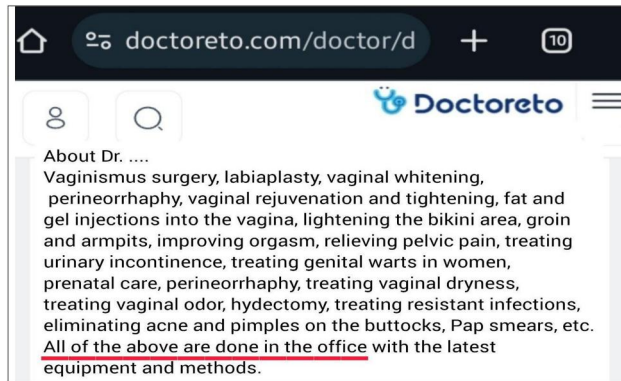 doctoreto.com/doctor/d
10
Doctoreto
About Dr. ....
Vaginismus surgery, labiaplasty, vaginal whitening,
perineorrhaphy, vaginal rejuvenation and tightening, fat and
gel injections into the vagina, lightening the bikini area, groin
and armpits, improving orgasm, relieving pelvic pain, treating
urinary incontinence, treating genital warts in women,
prenatal care, perineorrhaphy, treating vaginal dryness,
treating vaginal odor, hydectomy, treating resistant infections,
eliminating acne and pimples on the buttocks, Pap smears, etc.
All of the above are done in the office with the latest
equipment and methods.